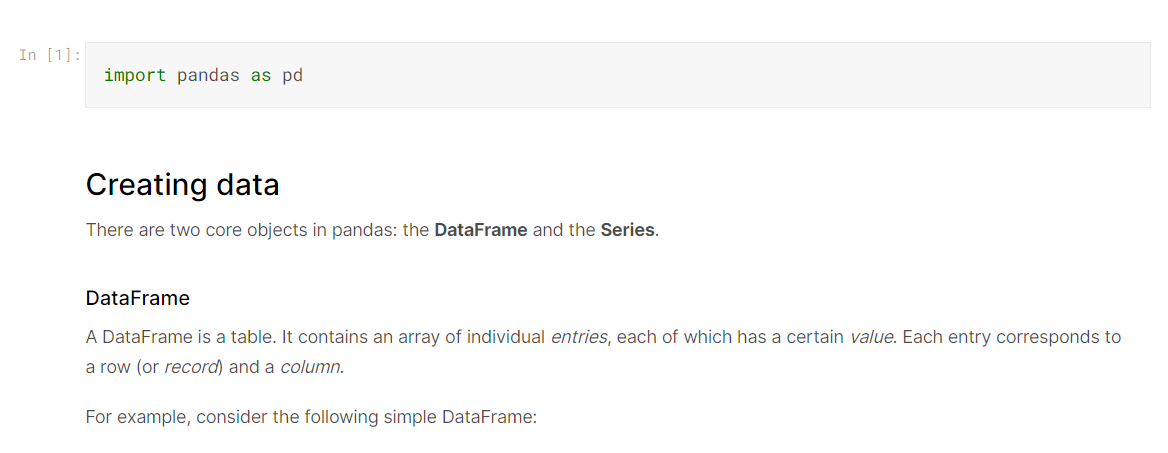 In [1]:
import pandas as pd
Creating data
There are two core objects in pandas: the DataFrame and the Series.
DataFrame
A DataFrame is a table. It contains an array of individual entries, each of which has a certain value. Each entry corresponds to
a row (or record) and a column.
For example, consider the following simple DataFrame: